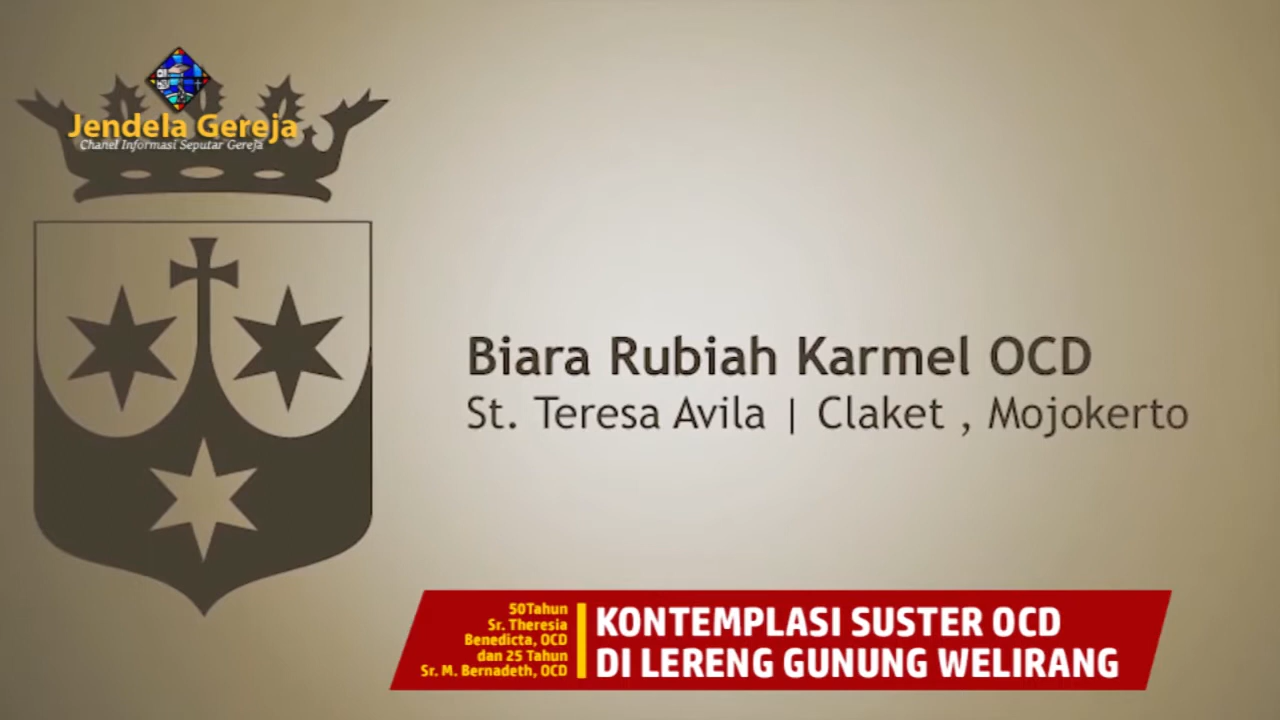 Jendela Gereja
Chanel Informasi Seputar Gereja
Biara Rubiah Karmel OCD
St. Teresa Avila | Claket , Mojokerto
50Tahun
Sr. Theresia
Benedicta, OCD
dan 25 Tahun
Sr. M. Bernadeth, OCD
KONTEMPLASI SUSTER OCD
DI LERENG GUNUNG WELIRANG